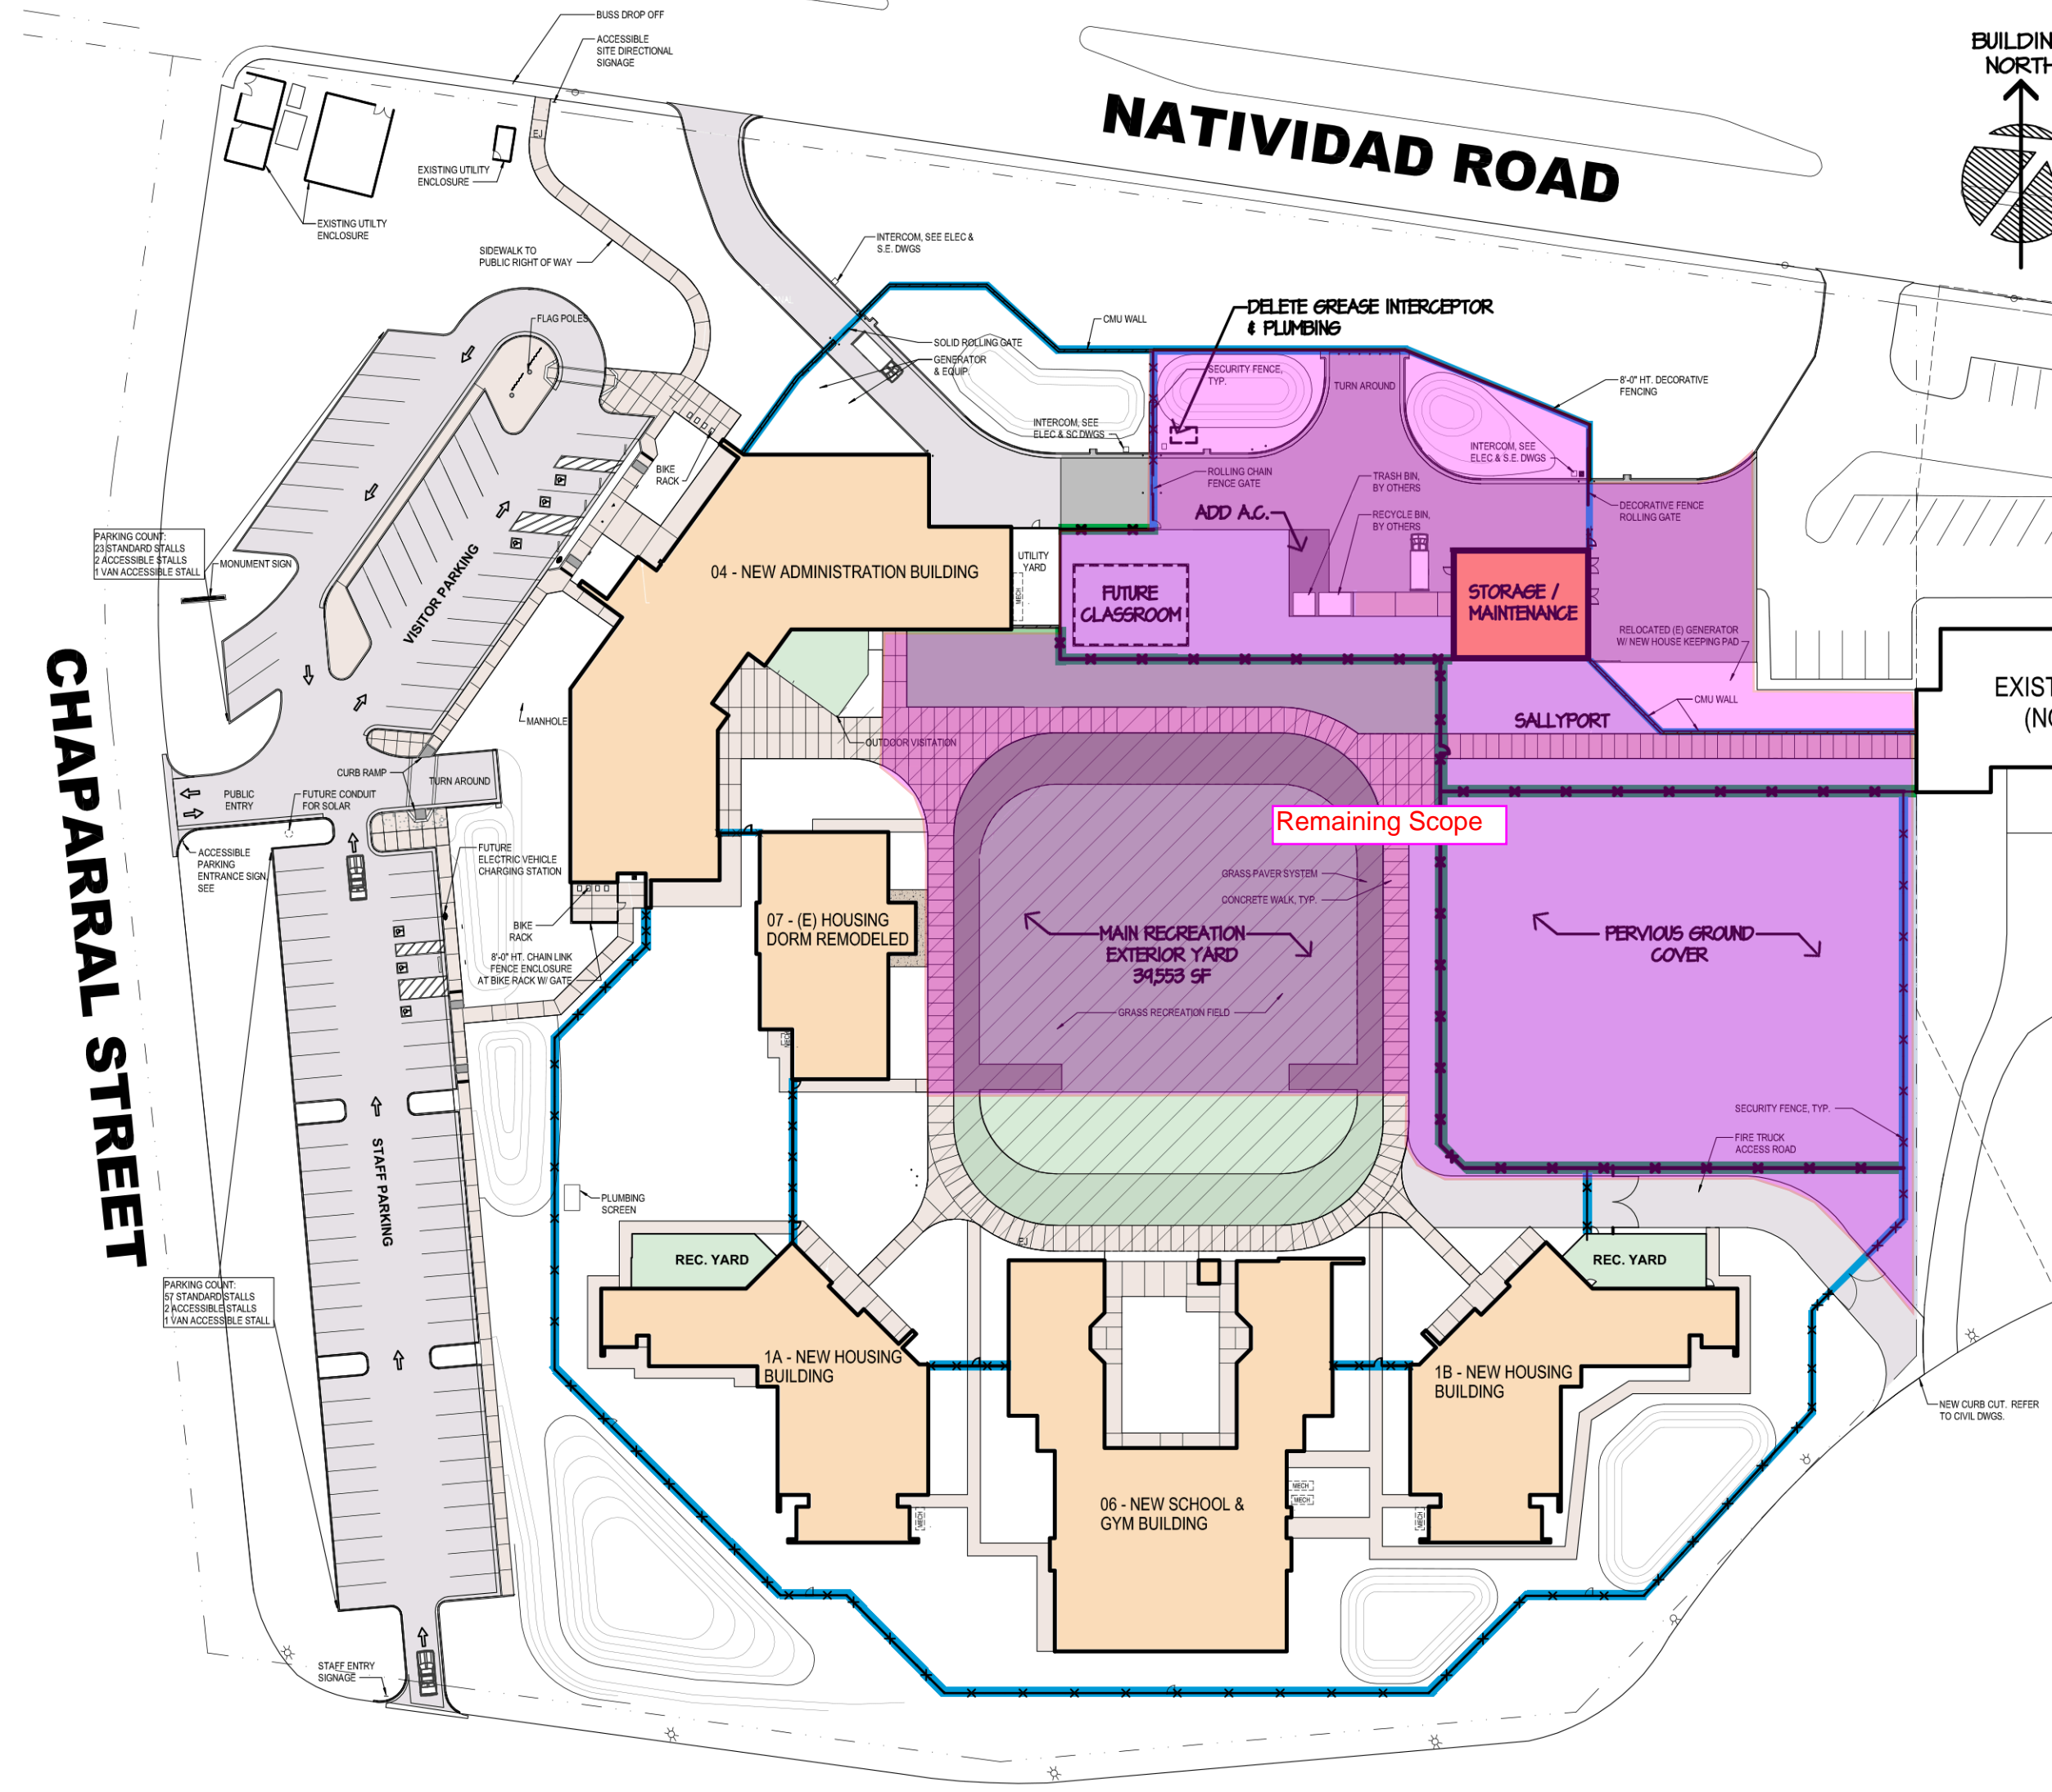 BUSS DROP OFF
ACCESSIBLE
SITE DIRECTIONAL
SIGNAGE
NATIVIDAD ROAD
BUILDIN
NORTH
EXISTING UTILITY
ENCLOSURE
EXISTING UTILTY
ENCLOSURE
SIDEWALK TO
PUBLIC RIGHT OF WAY
INTERCOM, SEE ELEC &
S.E. DWGS
FLAG POLES
DELETE GREASE INTERCEPTOR
& PLUMBING
CMU WALL
SOLID ROLLING GATE
GENERATOR
& EQUIP.
SECURITY FENCE,
TYP.
TURN AROUND
8'-0" HT. DECORATIVE
FENCING
INTERCOM, SEE
ELEC & SC DWGS
INTERCOM, SEE
ELEC & S.E. DWGS
BIKE
RACK
ROLLING CHAIN
FENCE GATE
TRASH BIN,
BY OTHERS
RECYCLE BIN,
BY OTHERS
DECORATIVE FENCE
ROLLING GATE
ADD A.C.
PARKING COUNT:
23 STANDARD STALLS
2 ACCESSIBLE STALLS
1 VAN ACCESSIBLE STALL
MONUMENT SIGN
VISITOR PARKING
04 - NEW ADMINISTRATION BUILDING
UTILITY
YARD
MECH
FUTURE
CLASSROOM
STORAGE /
MAINTENANCE
RELOCATED (E) GENERATOR
W/ NEW HOUSE KEEPING PAD
CMU WALL
SALLYPORT
EXIST
(NO
CHAPARRAL STREET
MANHOLE
OUTDOOR VISITATION
CURB RAMP
TURN AROUND
PUBLIC
ENTRY
FUTURE CONDUIT
FOR SOLAR
ACCESSIBLE
PARKING
ENTRANCE SIGN,
SEE
FUTURE
ELECTRIC VEHICLE
CHARGING STATION
Remaining Scope
BIKE
RACK
8'-0" HT. CHAIN LINK
FENCE ENCLOSURE
AT BIKE RACK W/ GATE
07 - (E) HOUSING
DORM REMODELED
GRASS PAVER SYSTEM
CONCRETE WALK, TYP.
MAIN RECREATION
EXTERIOR YARD
39,553 SF
GRASS RECREATION FIELD
PERVIOUS GROUND
COVER
MECH
SECURITY FENCE, TYP.
FIRE TRUCK
ACCESS ROAD
STAFF PARKING
PLUMBING
SCREEN
REC. YARD
REC. YARD
PARKING COUNT:
57 STANDARD STALLS
2 ACCESSIBLE STALLS
1 VAN ACCESSIBLE STALL
1A - NEW HOUSING
BUILDING
1B - NEW HOUSING
BUILDING
NEW CURB CUT. REFER
TO CIVIL DWGS.
06 - NEW SCHOOL &
GYM BUILDING
MECH
MECH
MECH
MECH
STAFF ENTRY
SIGNAGE